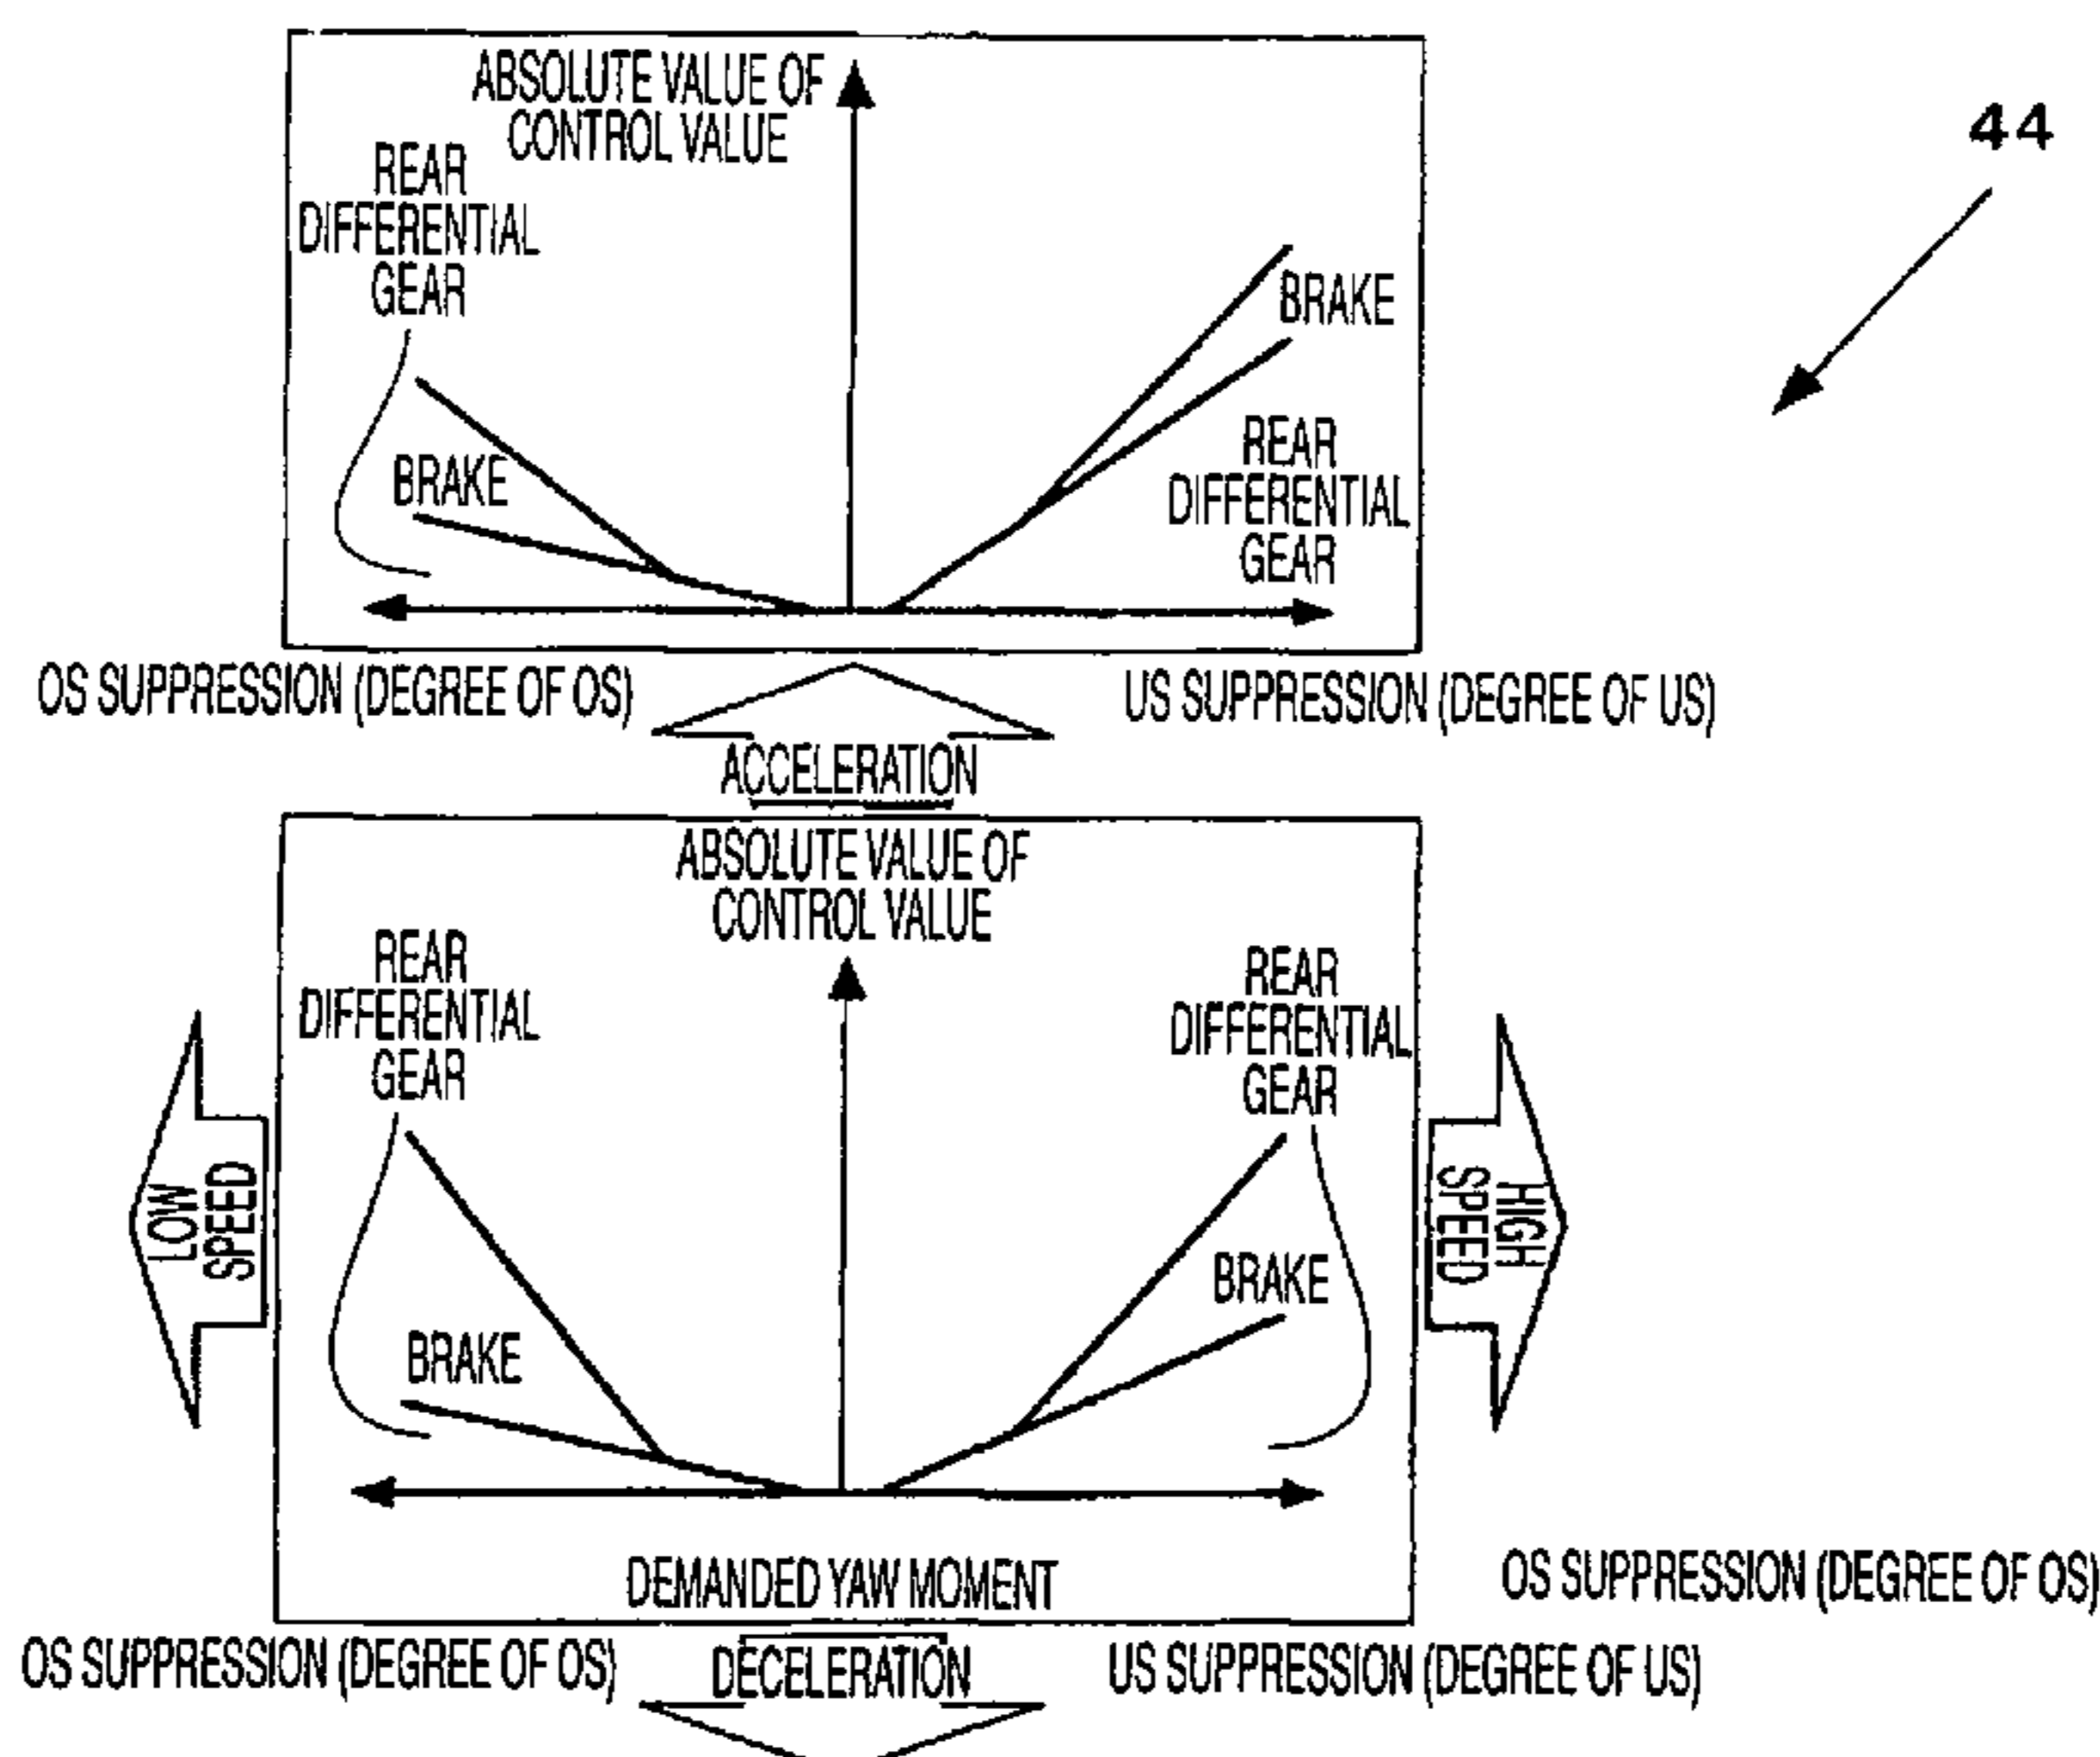 ABSOLUTE VALUE OF
CONTROL VALUE
44
REAR
DIFFERENTIAL
GEAR
BRAKE
BRAKE
REAR
DIFFERENTIAL
GEAR
OS SUPPRESSION (DEGREE OF OS)
US SUPPRESSION (DEGREE OF US)
ACCELERATION
ABSOLUTE VALUE OF
CONTROL VALUE
REAR
DIFFERENTIAL
GEAR
REAR
DIFFERENTIAL
GEAR
LOW
SPEED
HIGH
SPEED
BRAKE
BRAKE
DEMANDED YAW MOMENT
OS SUPPRESSION (DEGREE OF OS)
OS SUPPRESSION (DEGREE OF OS)
DECELERATION
US SUPPRESSION (DEGREE OF US)